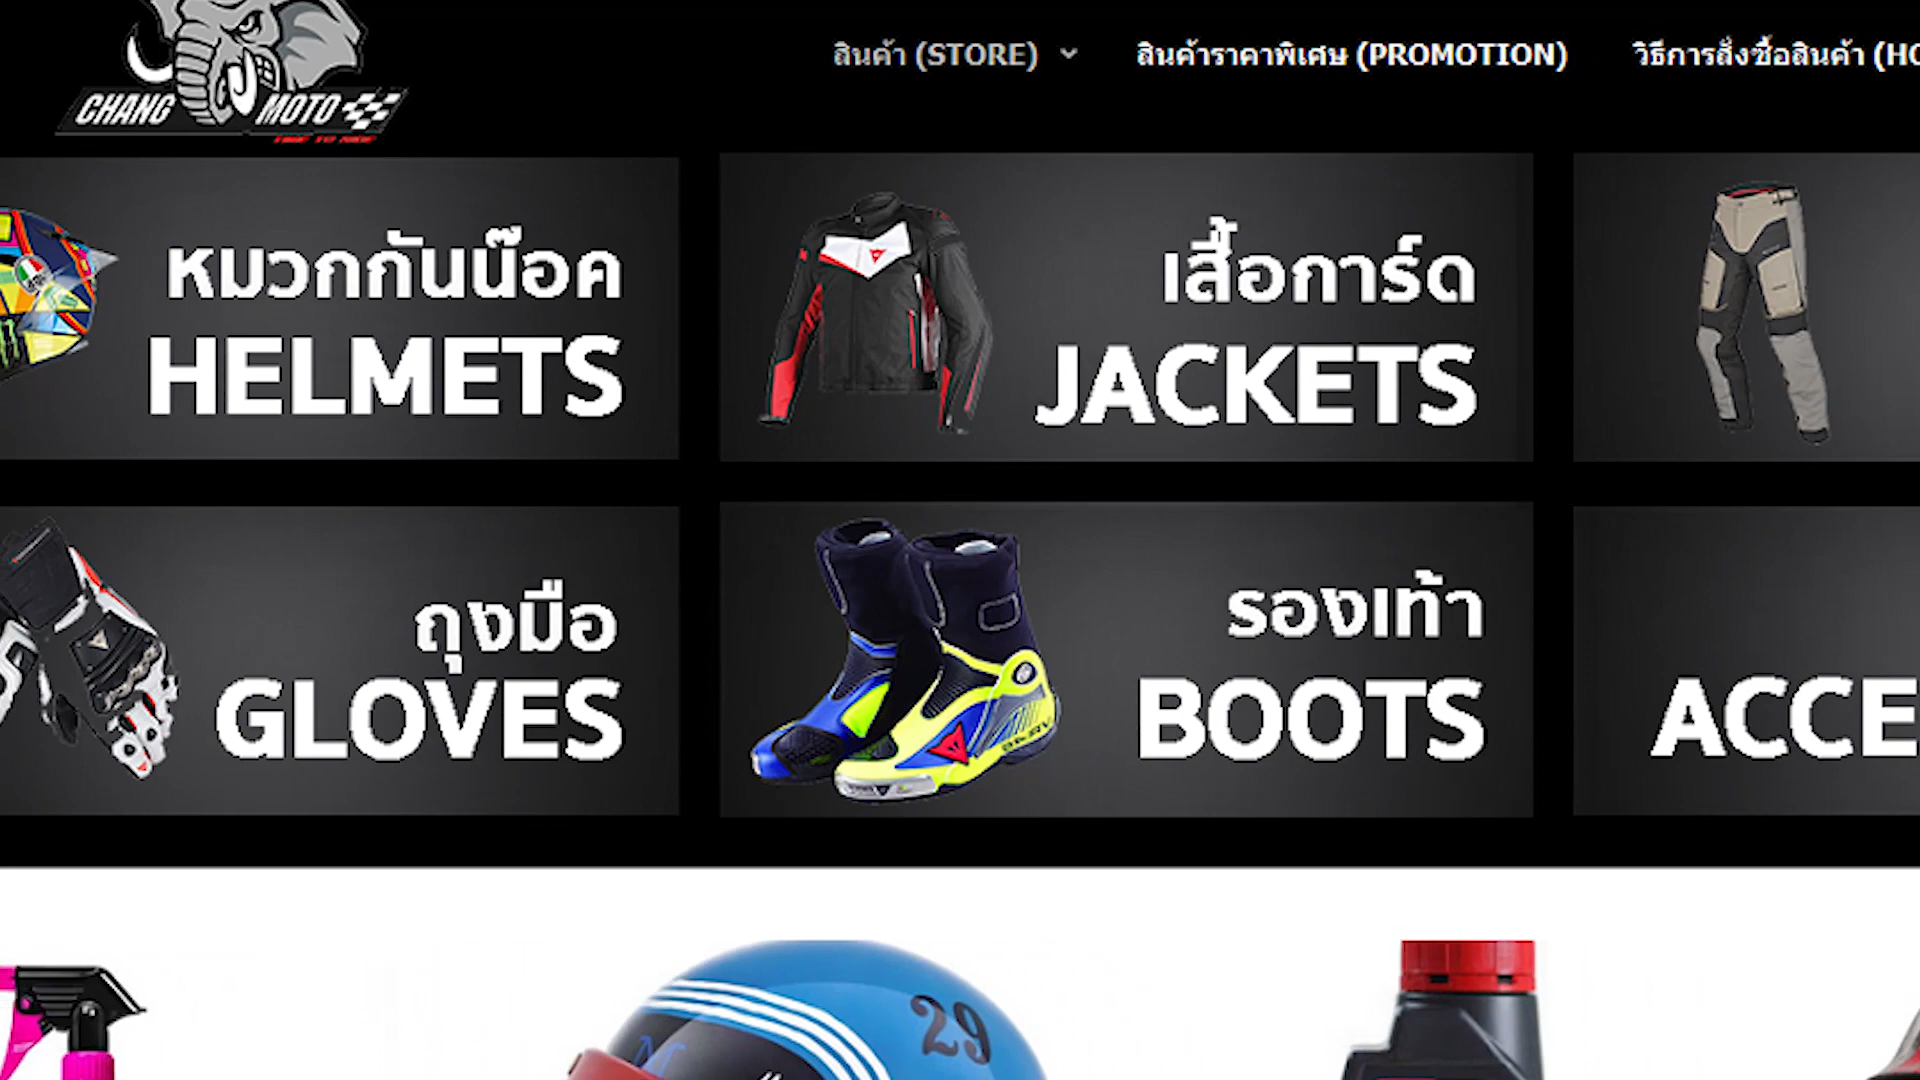 CHANG MOTO
สินค้า (STORE)
สินค้าราคาพิเศษ (PROMOTION)
วิธีการสั่งซื้อสินค้า (HO
หมวกกันน๊อค
HELMETS
เสื้อการ์ด
JACKETS
ถุงมือ
GLOVES
รองเท้า
BOOTS
ACCE
29